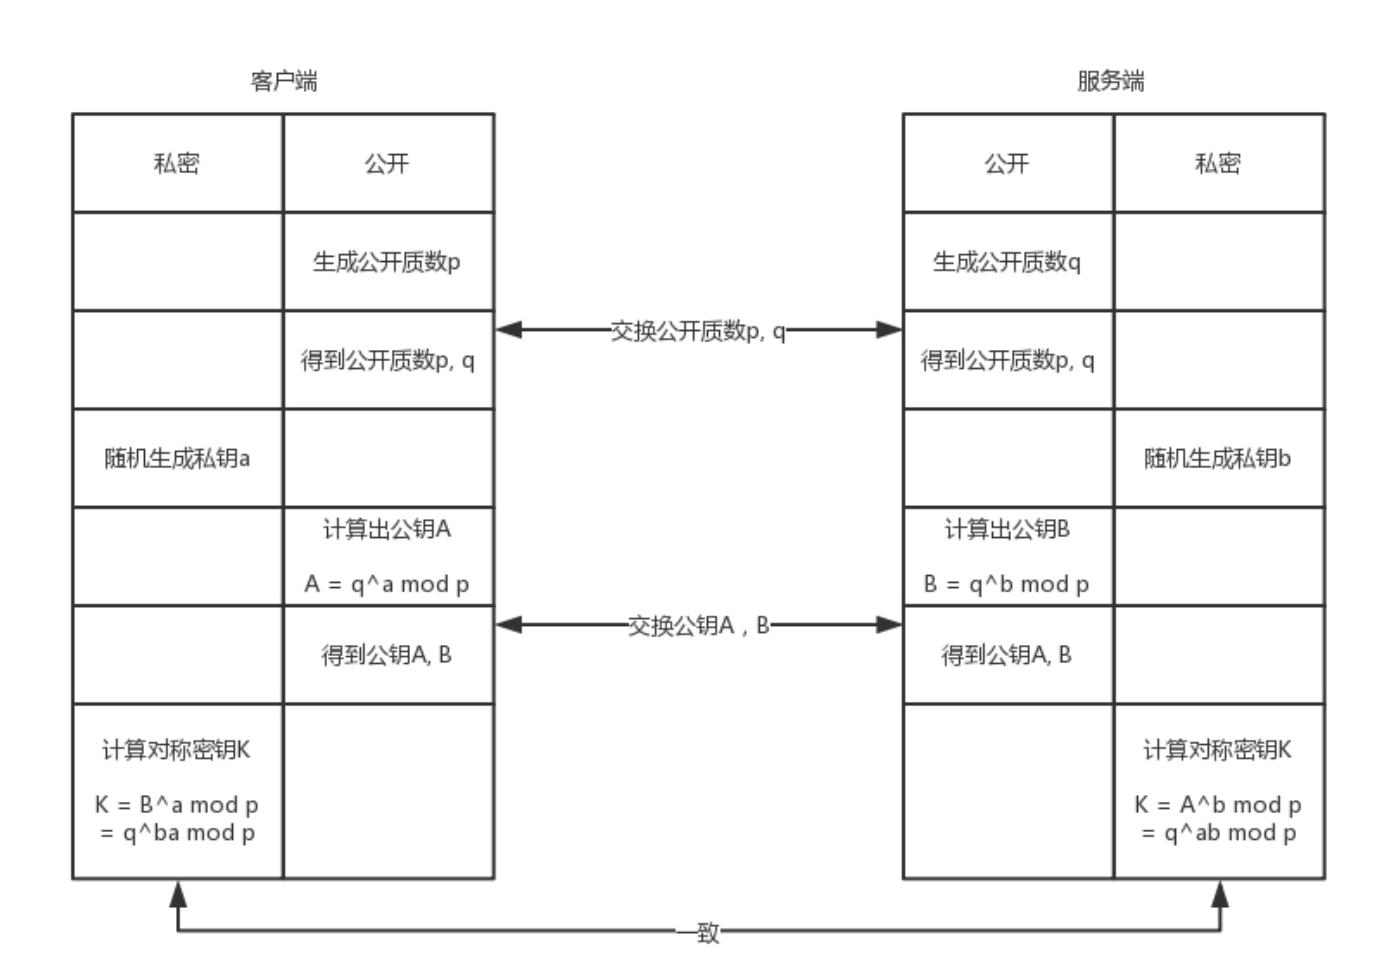 客户端
服务端
私密
公开
公开
私密
生成公开质数p
生成公开质数q
交换公开质数p, q
得到公开质数p, q
得到公开质数p, q
随机生成私钥a
随机生成私钥b
计算出公钥A
A = q^a mod p
计算出公钥B
B = q^b mod p
交换公钥A , B
得到公钥A, B
得到公钥A, B
计算对称密钥K
K = B^a mod p
= q^ba mod p
计算对称密钥K
K = A^b mod p
= q^ab mod p
一致